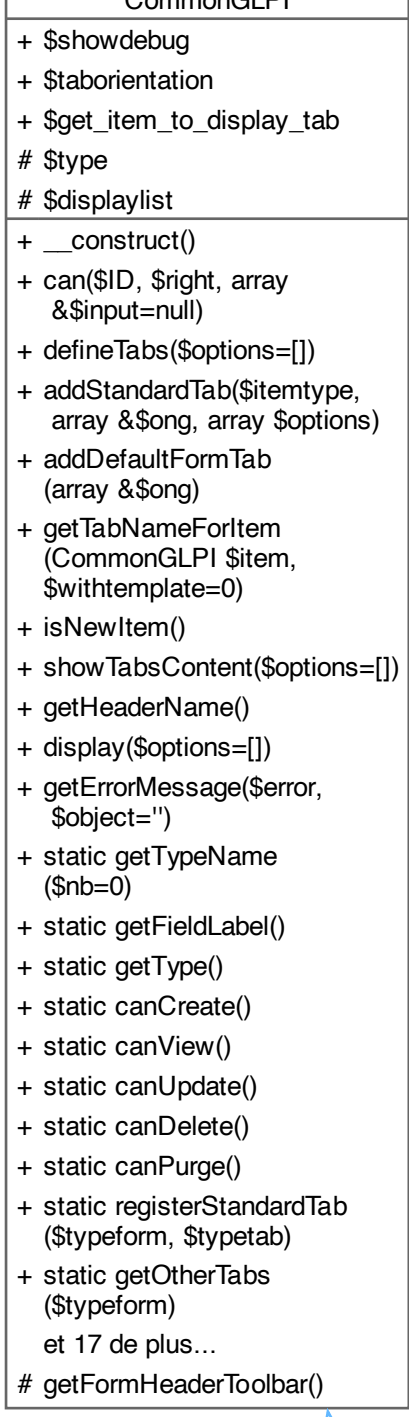 CommonGLPI
+ $showdebug
+ $taborientation
+ $get_item_to_display_tab
# $type
# $displaylist
+ __construct()
+ can($ID, $right, array
&$input=null)
+ defineTabs($options=[])
+ addStandardTab($itemtype,
array &$ong, array $options)
+ addDefaultFormTab
(array &$ong)
+ getTabNameForItem
(CommonGLPI $item,
$withtemplate=0)
+ isNewItem()
+ showTabsContent($options=[])
+ getHeaderName()
+ display($options=[])
+ getErrorMessage($error,
$object='')
+ static getTypeName
($nb=0)
+ static getFieldLabel()
+ static getType()
+ static canCreate()
+ static canView()
+ static canUpdate()
+ static canDelete()
+ static canPurge()
+ static registerStandardTab
($typeform, $typetab)
+ static getOtherTabs
($typeform)
et 17 de plus...
# getFormHeaderToolbar()